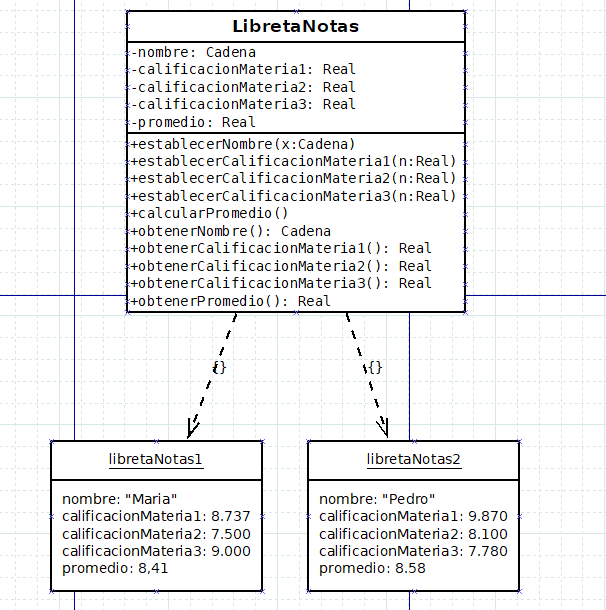 LibretaNotas
-nombre: Cadena
-calificacionMateria1: Real
-calificacionMateria2: Real
-calificacionMateria3: Real
-promedio: Real
+establecerNombre(x:Cadena)
+establecerCalificacionMateria1(n:Real)
+establecerCalificacionMateria2(n:Real)
+establecerCalificacionMateria3(n:Real)
+calcularPromedio()
+obtenerNombre(): Cadena
+obtenerCalificacionMateria1(): Real
+obtenerCalificacionMateria2(): Real
+obtenerCalificacionMateria3(): Real
+obtenerPromedio(): Real
{}
{}
libretaNotas1
nombre: "Maria"
calificacionMateria1: 8.737
calificacionMateria2: 7.500
calificacionMateria3: 9.000
promedio: 8,41
libretaNotas2
nombre: "Pedro"
calificacionMateria1: 9.870
calificacionMateria2: 8.100
calificacionMateria3: 7.780
promedio: 8.58